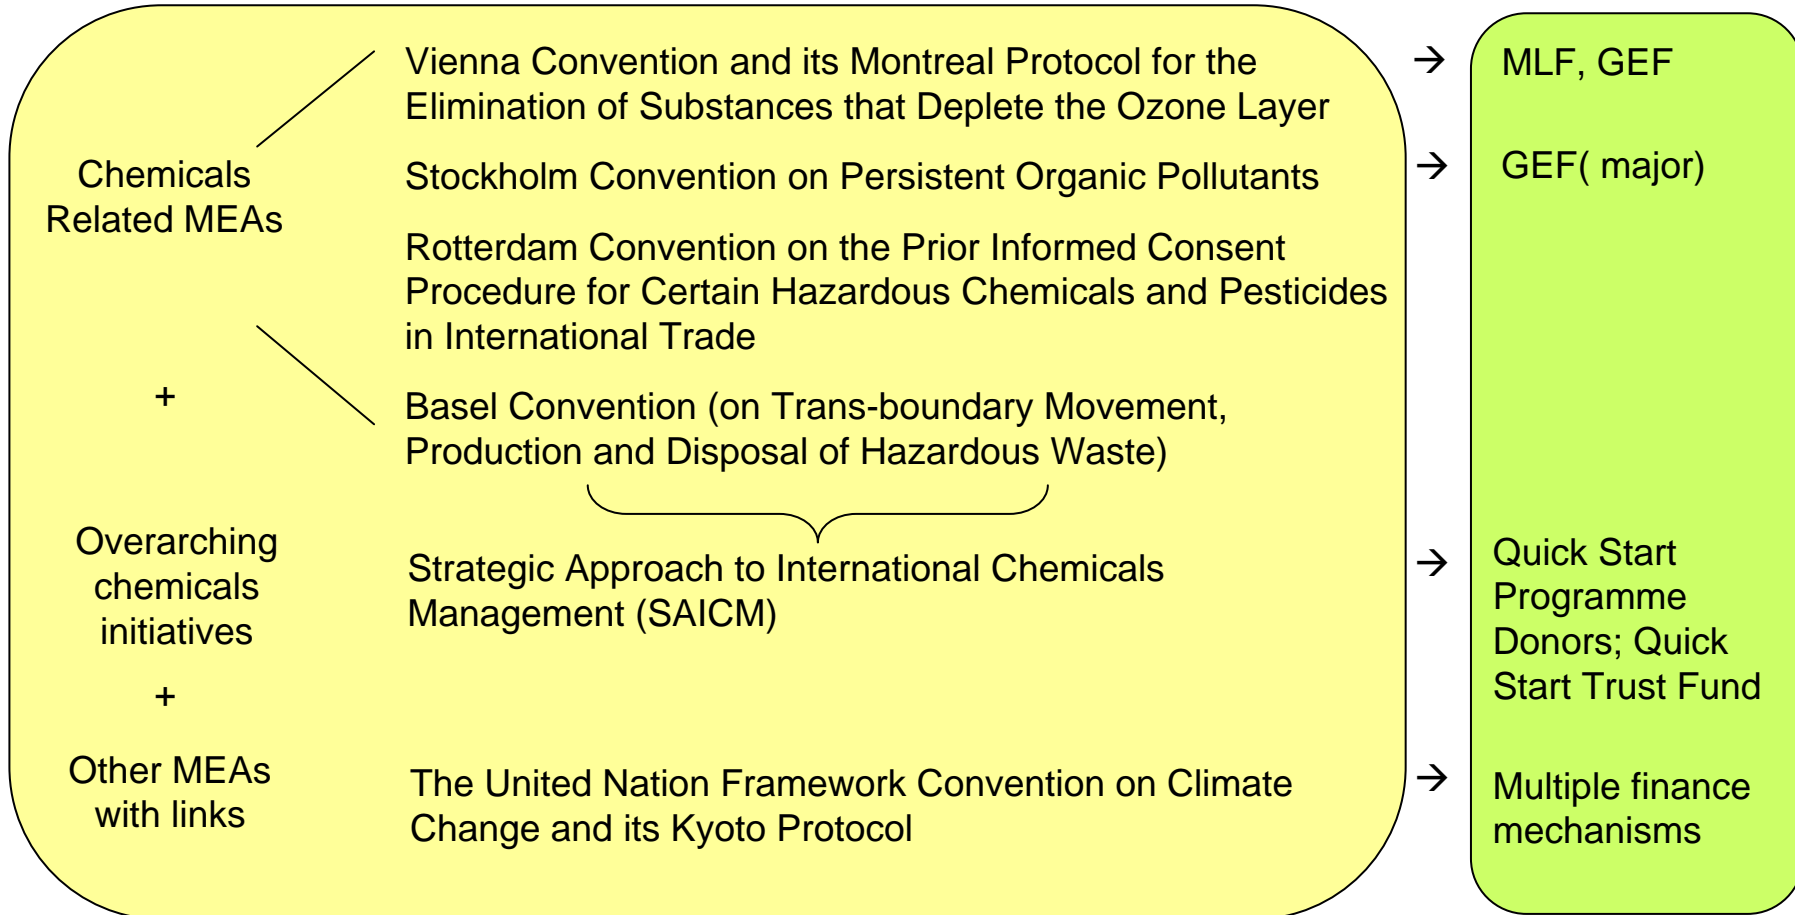 Chemicals
Related MEAs
+
Overarching
chemicals
initiatives
+
Other MEAs
with links
Vienna Convention and its Montreal Protocol for the
Elimination of Substances that Deplete the Ozone Layer
Stockholm Convention on Persistent Organic Pollutants
Rotterdam Convention on the Prior Informed Consent
Procedure for Certain Hazardous Chemicals and Pesticides
in International Trade
Basel Convention (on Trans-boundary Movement,
Production and Disposal of Hazardous Waste)
Strategic Approach to International Chemicals
Management (SAICM)
The United Nation Framework Convention on Climate
Change and its Kyoto Protocol
→ MLF, GEF
→ GEF( major)
→ Quick Start
Programme
Donors; Quick
Start Trust Fund
→ Multiple finance
mechanisms